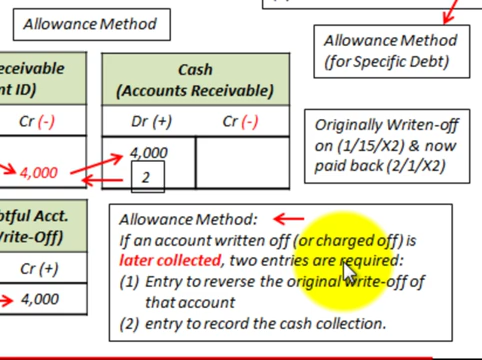 Allowance Method
Allowance Method
(for Specific Debt)
eceivable
nt ID)
Cash
(Accounts Receivable)
Cr (-)
Dr (+)
Cr (-)
4,000
4,000
2
Originally Writen-off
on (1/15/X2) & now
paid back (2/1/X2)
tful Acct.
rite-Off)
Cr (+)
4,000
Allowance Method:
If an account written off (or charged off) is
later collected, two entries are required:
(1) Entry to reverse the original write-off of
that account
(2) entry to record the cash collection.